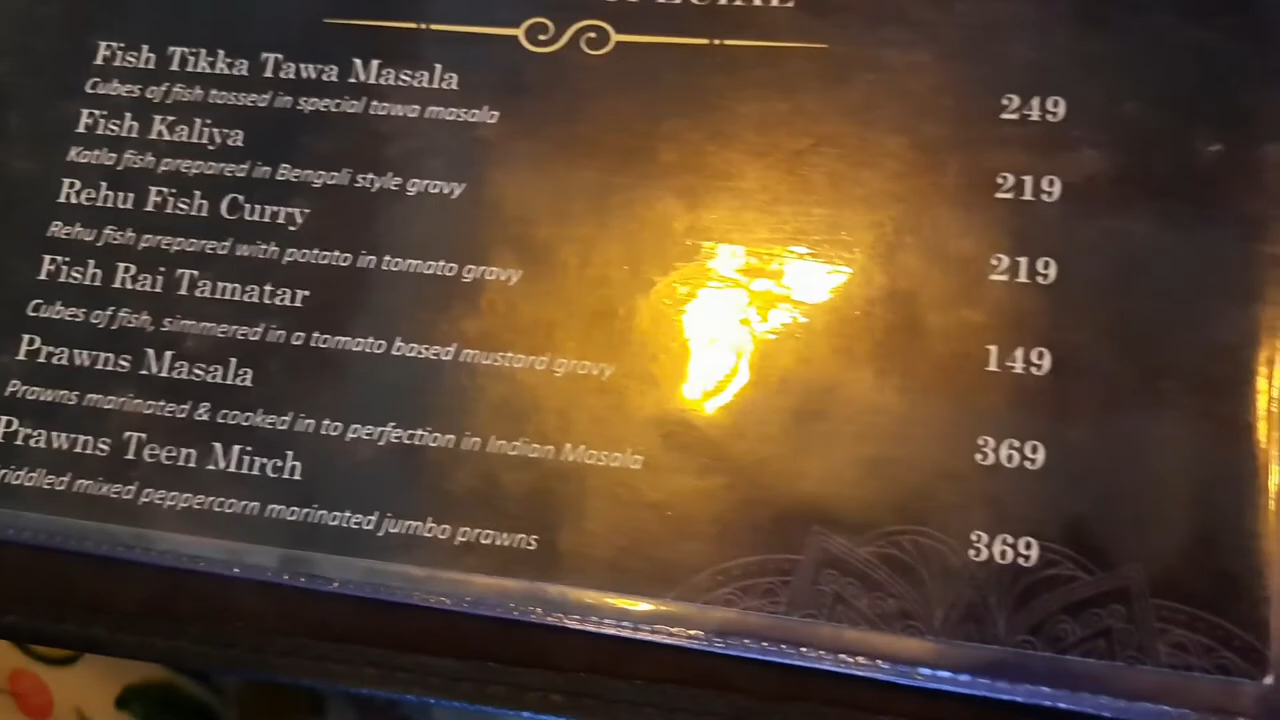 SPECIAL
Fish Tikka Tawa Masala 249
Cubes of fish tossed in special tawa masala
Fish Kaliya 219
Katla fish prepared in Bengali style gravy
Rehu Fish Curry 219
Rehu fish prepared with potato in tomato gravy
Fish Rai Tamatar 149
Cubes of fish, simmered in a tomato based mustard gravy
Prawns Masala 369
Prawns marinated & cooked in to perfection in Indian Masala
Prawns Teen Mirch 369
riddled mixed peppercorn marinated jumbo prawns